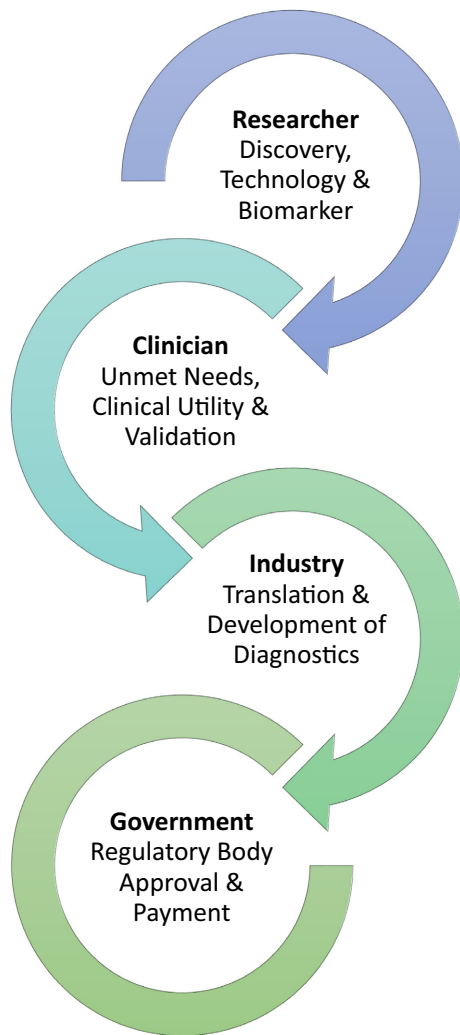 Researcher
Discovery,
Technology &
Biomarker
Clinician
Unmet Needs,
Clinical Utility &
Validation
Industry
Translation &
Development of
Diagnostics
Government
Regulatory Body
Approval &
Payment